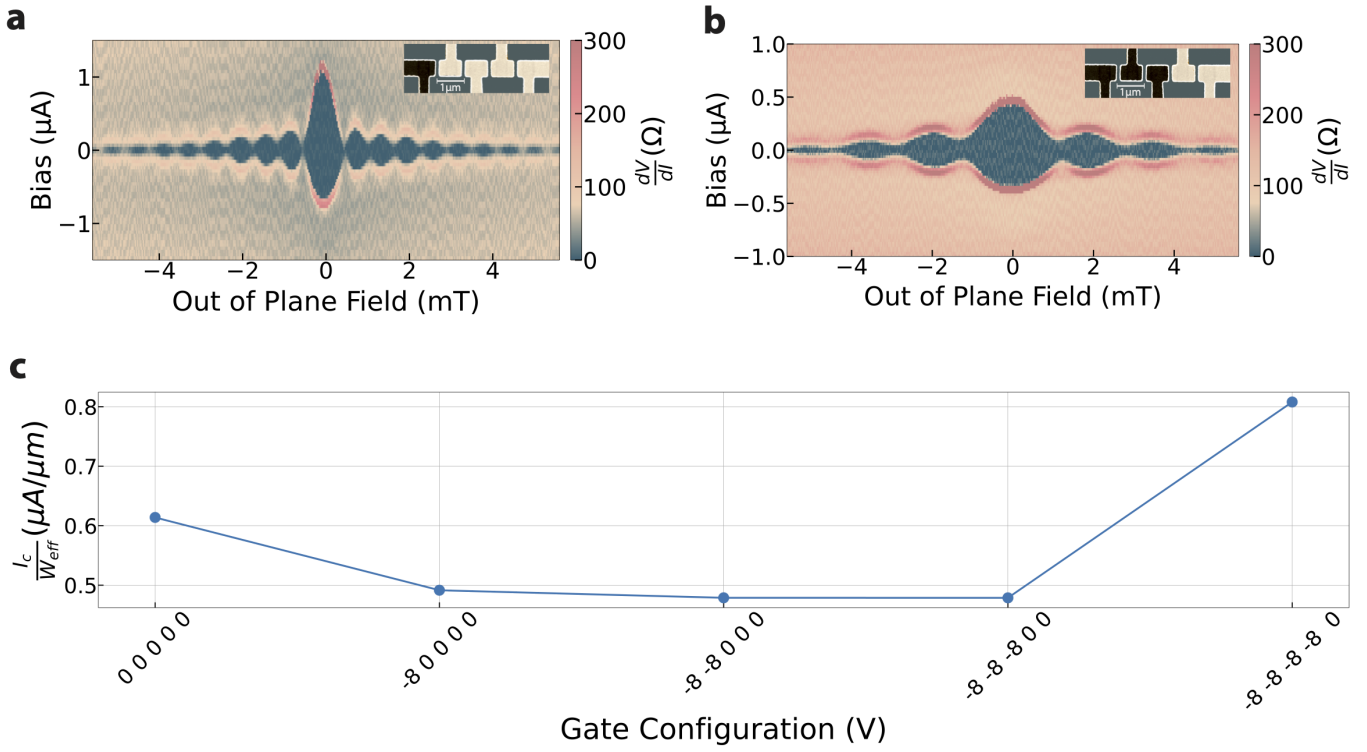 a
Bias (μA)
1
0
−1
−4
−2
0
2
4
Out of Plane Field (mT)
1μm
300
200
100
0
dV/dI (Ω)
b
Bias (μA)
1.0
0.5
0.0
−0.5
−1.0
−4
−2
0
2
4
Out of Plane Field (mT)
1μm
300
200
100
0
dV/dI (Ω)
c
I_c/W_eff (μA/μm)
0.8
0.7
0.6
0.5
0 0 0 0 0
-8 0 0 0 0
-8 -8 0 0 0
-8 -8 -8 0 0
-8 -8 -8 -8 0
Gate Configuration (V)